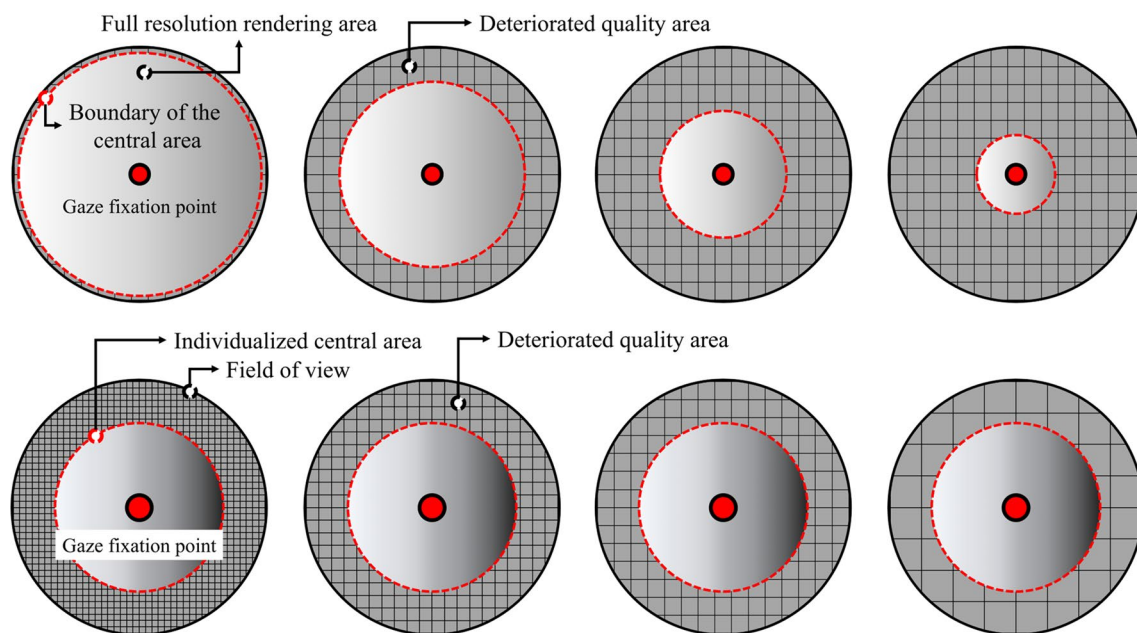 Full resolution rendering area
Deteriorated quality area
Boundary of the
central area
Gaze fixation point
Individualized central area
Deteriorated quality area
Field of view
Gaze fixation point